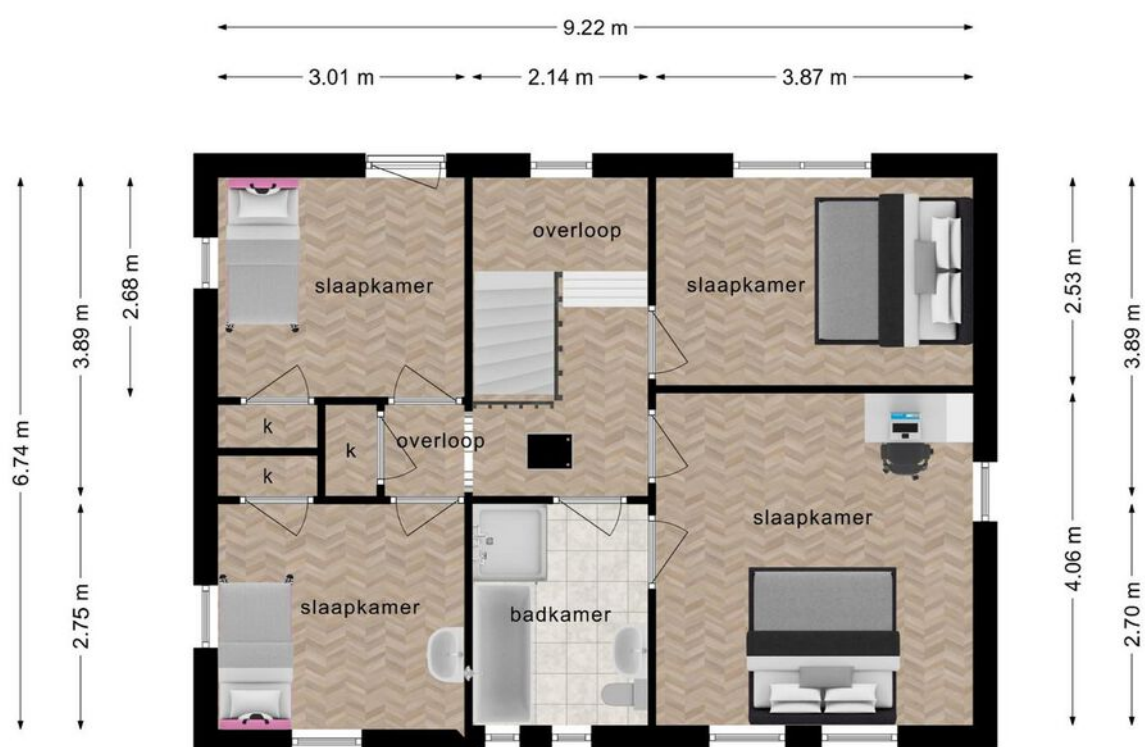 9.22 m
3.01 m
2.14 m
3.87 m
overloop
slaapkamer
slaapkamer
2.68 m
2.53 m
3.89 m
3.89 m
6.74 m
k
k
overloop
k
slaapkamer
4.06 m
2.75 m
slaapkamer
badkamer
2.70 m